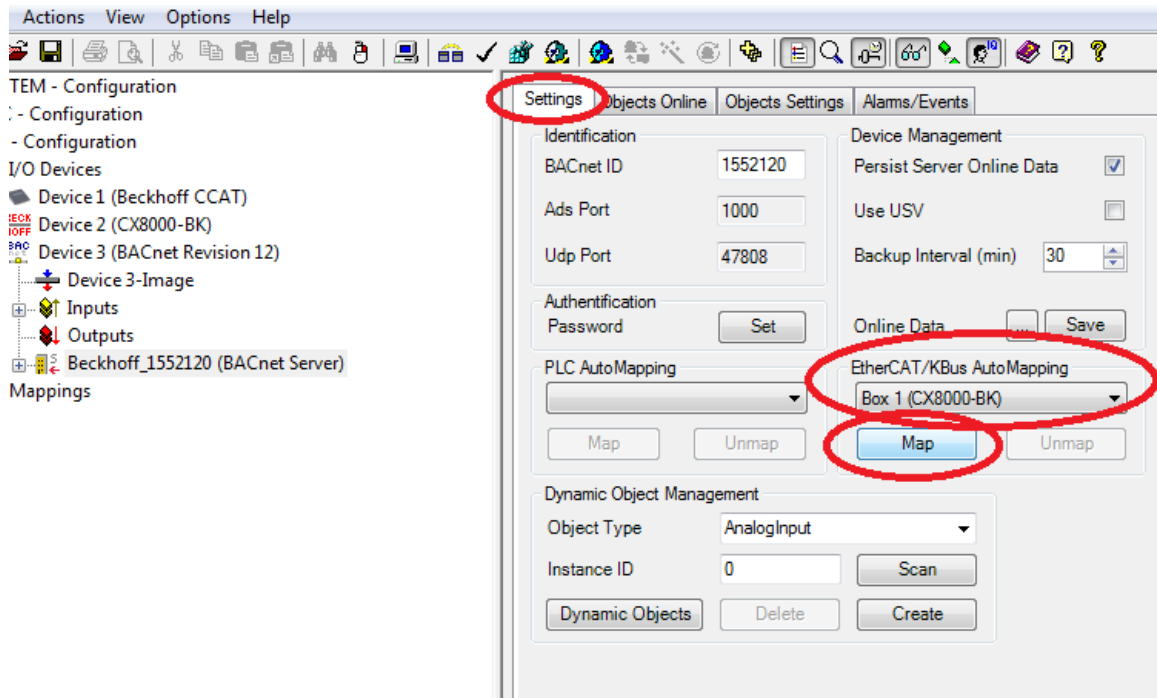 Actions View Options Help
TEM - Configuration
: - Configuration
- Configuration
I/O Devices
Device 1 (Beckhoff CCAT)
Device 2 (CX8000-BK)
Device 3 (BACnet Revision 12)
Device 3-Image
Inputs
Outputs
Beckhoff_1552120 (BACnet Server)
Mappings
Settings Objects Online Objects Settings Alarms/Events
Identification
BACnet ID 1552120
Ads Port 1000
Udp Port 47808
Authentification
Password Set
Device Management
Persist Server Online Data
Use USV
Backup Interval (min) 30
Online Data ... Save
PLC AutoMapping
Map Unmap
EtherCAT/KBus AutoMapping
Box 1 (CX8000-BK)
Map Unmap
Dynamic Object Management
Object Type AnalogInput
Instance ID 0 Scan
Dynamic Objects Delete Create